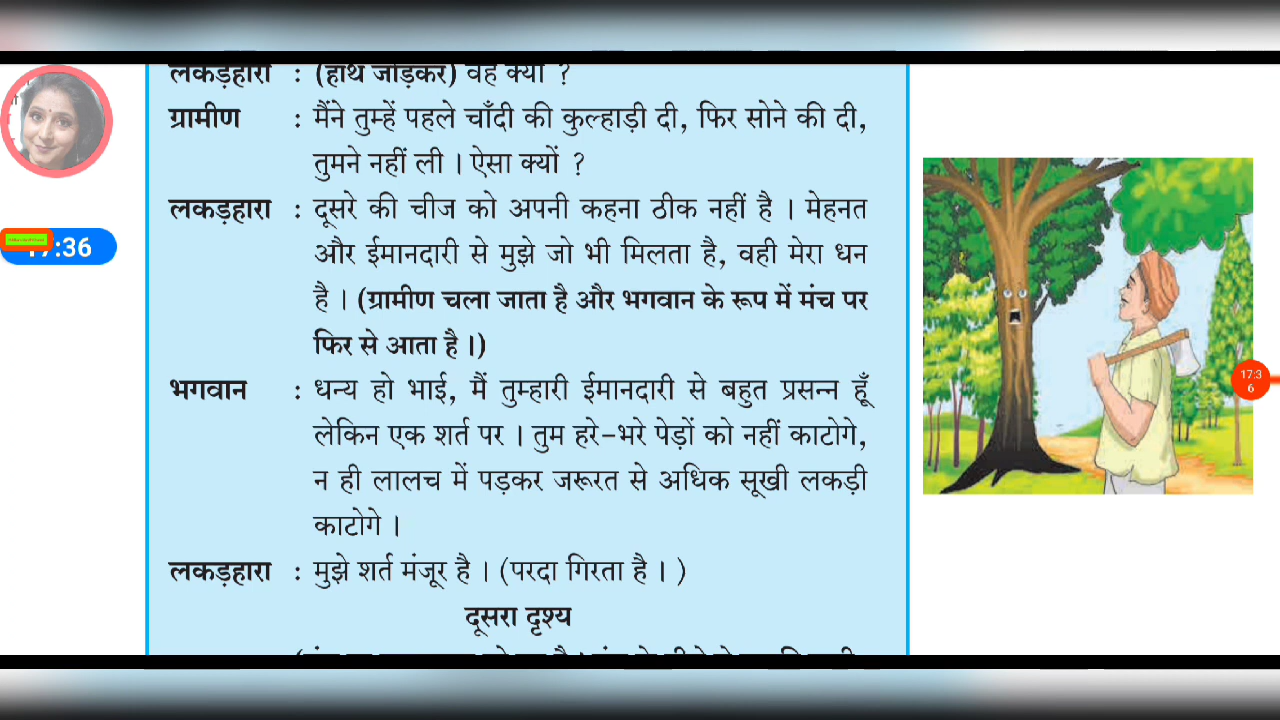 लकड़हारा : (हाथ जोड़कर) वह क्यों ?
ग्रामीण : मैंने तुम्हें पहले चाँदी की कुल्हाड़ी दी, फिर सोने की दी,
तुमने नहीं ली । ऐसा क्यों ?
लकड़हारा : दूसरे की चीज को अपनी कहना ठीक नहीं है । मेहनत
और ईमानदारी से मुझे जो भी मिलता है, वही मेरा धन
है । (ग्रामीण चला जाता है और भगवान के रूप में मंच पर
फिर से आता है ।)
भगवान : धन्य हो भाई, मैं तुम्हारी ईमानदारी से बहुत प्रसन्न हूँ
लेकिन एक शर्त पर । तुम हरे-भरे पेड़ों को नहीं काटोगे,
न ही लालच में पड़कर जरूरत से अधिक सूखी लकड़ी
काटोगे ।
लकड़हारा : मुझे शर्त मंजूर है । (परदा गिरता है । )
दूसरा दृश्य
17:36
17:3
6